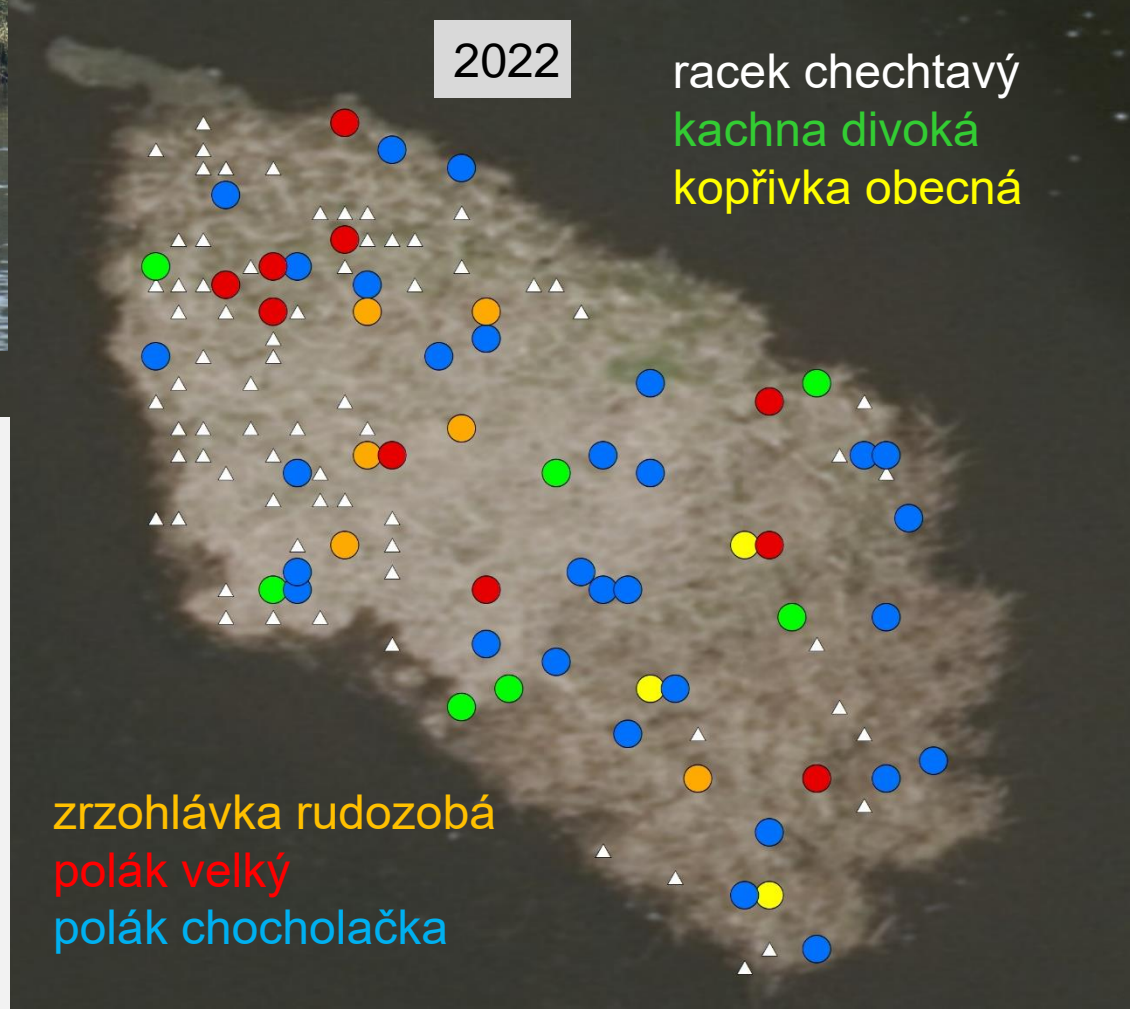 2022
racek chechtavý
kachna divoká
kopřivka obecná
zrzohlávka rudozobá
polák velký
polák chocholačka